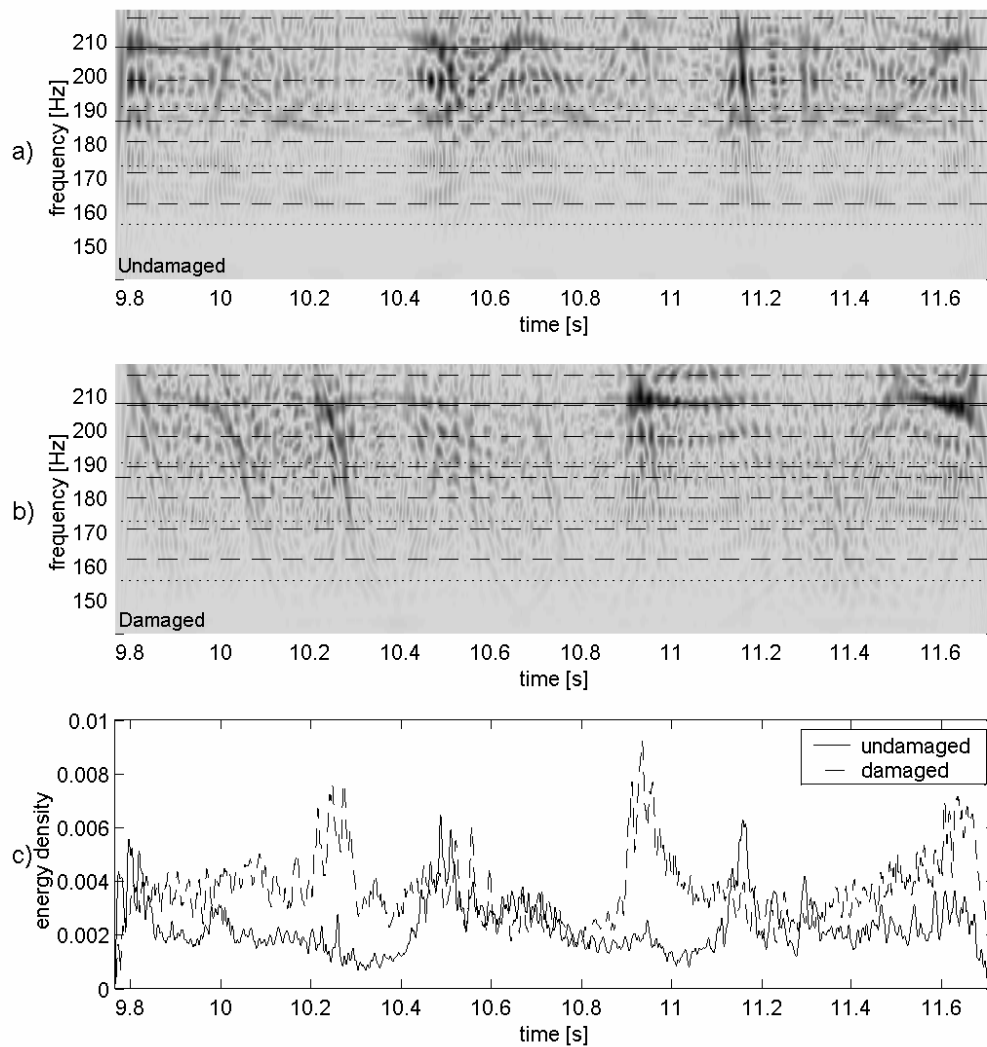 a)
frequency [Hz]
210
200
190
180
170
160
150
Undamaged
9.8 10 10.2 10.4 10.6 10.8 11 11.2 11.4 11.6
time [s]
b)
frequency [Hz]
210
200
190
180
170
160
150
Damaged
9.8 10 10.2 10.4 10.6 10.8 11 11.2 11.4 11.6
time [s]
c)
energy density
0.01
0.008
0.006
0.004
0.002
0
undamaged
damaged
9.8 10 10.2 10.4 10.6 10.8 11 11.2 11.4 11.6
time [s]